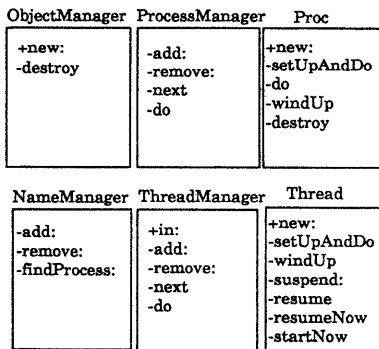 ObjectManager
+new:
-destroy
ProcessManager
-add:
-remove:
-next
-do
Proc
+new:
-setUpAndDo
-do
-windUp
-destroy
NameManager
-add:
-remove:
-findProcess:
ThreadManager
+in:
-add:
-remove:
-next
-do
Thread
+new:
-setUpAndDo
-windUp
-suspend:
-resume
-resumeNow
-startNow